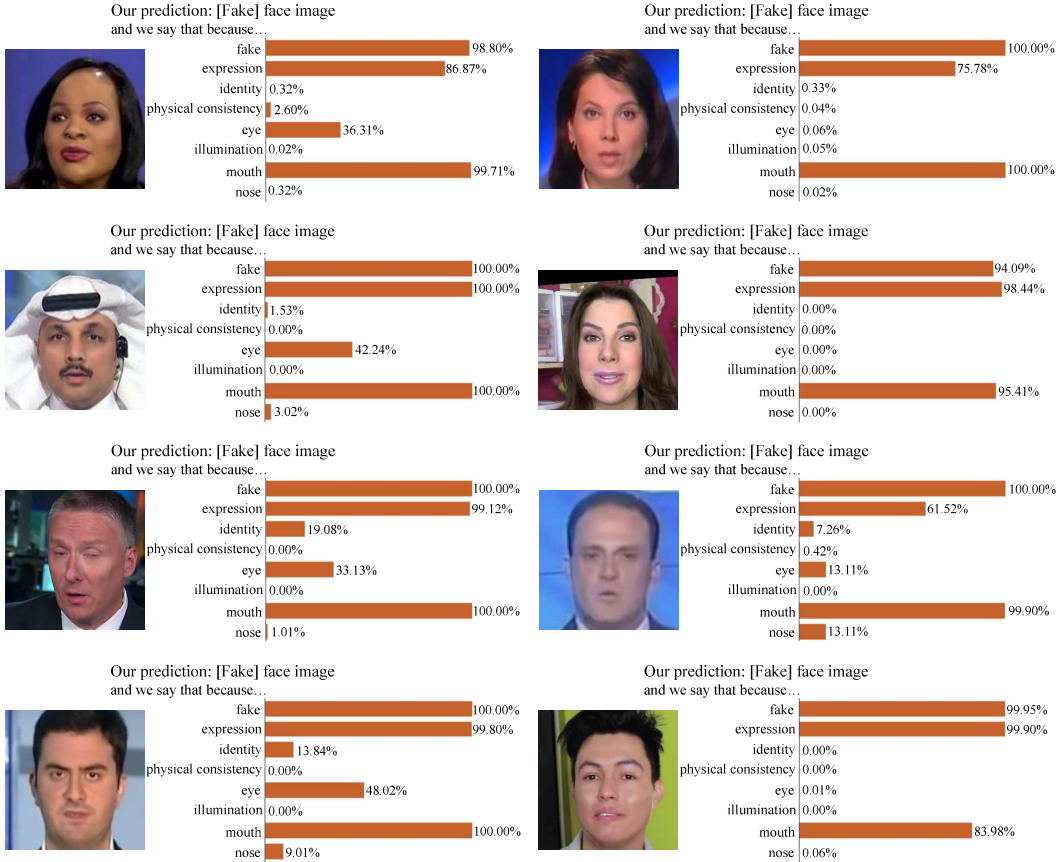 Our prediction: [Fake] face image
and we say that because…
fake 98.80%
expression 86.87%
identity 0.32%
physical consistency 2.60%
eye 36.31%
illumination 0.02%
mouth 99.71%
nose 0.32%
Our prediction: [Fake] face image
and we say that because…
fake 100.00%
expression 75.78%
identity 0.33%
physical consistency 0.04%
eye 0.06%
illumination 0.05%
mouth 100.00%
nose 0.02%
Our prediction: [Fake] face image
and we say that because…
fake 100.00%
expression 100.00%
identity 1.53%
physical consistency 0.00%
eye 42.24%
illumination 0.00%
mouth 100.00%
nose 3.02%
Our prediction: [Fake] face image
and we say that because…
fake 94.09%
expression 98.44%
identity 0.00%
physical consistency 0.00%
eye 0.00%
illumination 0.00%
mouth 95.41%
nose 0.00%
Our prediction: [Fake] face image
and we say that because…
fake 100.00%
expression 99.12%
identity 19.08%
physical consistency 0.00%
eye 33.13%
illumination 0.00%
mouth 100.00%
nose 1.01%
Our prediction: [Fake] face image
and we say that because…
fake 100.00%
expression 61.52%
identity 7.26%
physical consistency 0.42%
eye 13.11%
illumination 0.00%
mouth 99.90%
nose 13.11%
Our prediction: [Fake] face image
and we say that because…
fake 100.00%
expression 99.80%
identity 13.84%
physical consistency 0.00%
eye 48.02%
illumination 0.00%
mouth 100.00%
nose 9.01%
Our prediction: [Fake] face image
and we say that because…
fake 99.95%
expression 99.90%
identity 0.00%
physical consistency 0.00%
eye 0.01%
illumination 0.00%
mouth 83.98%
nose 0.06%